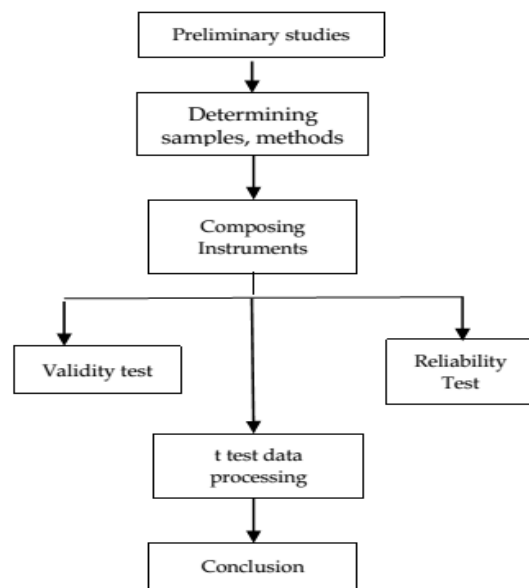 Preliminary studies
Determining
samples, methods
Composing
Instruments
Validity test
Reliability
Test
t test data
processing
Conclusion